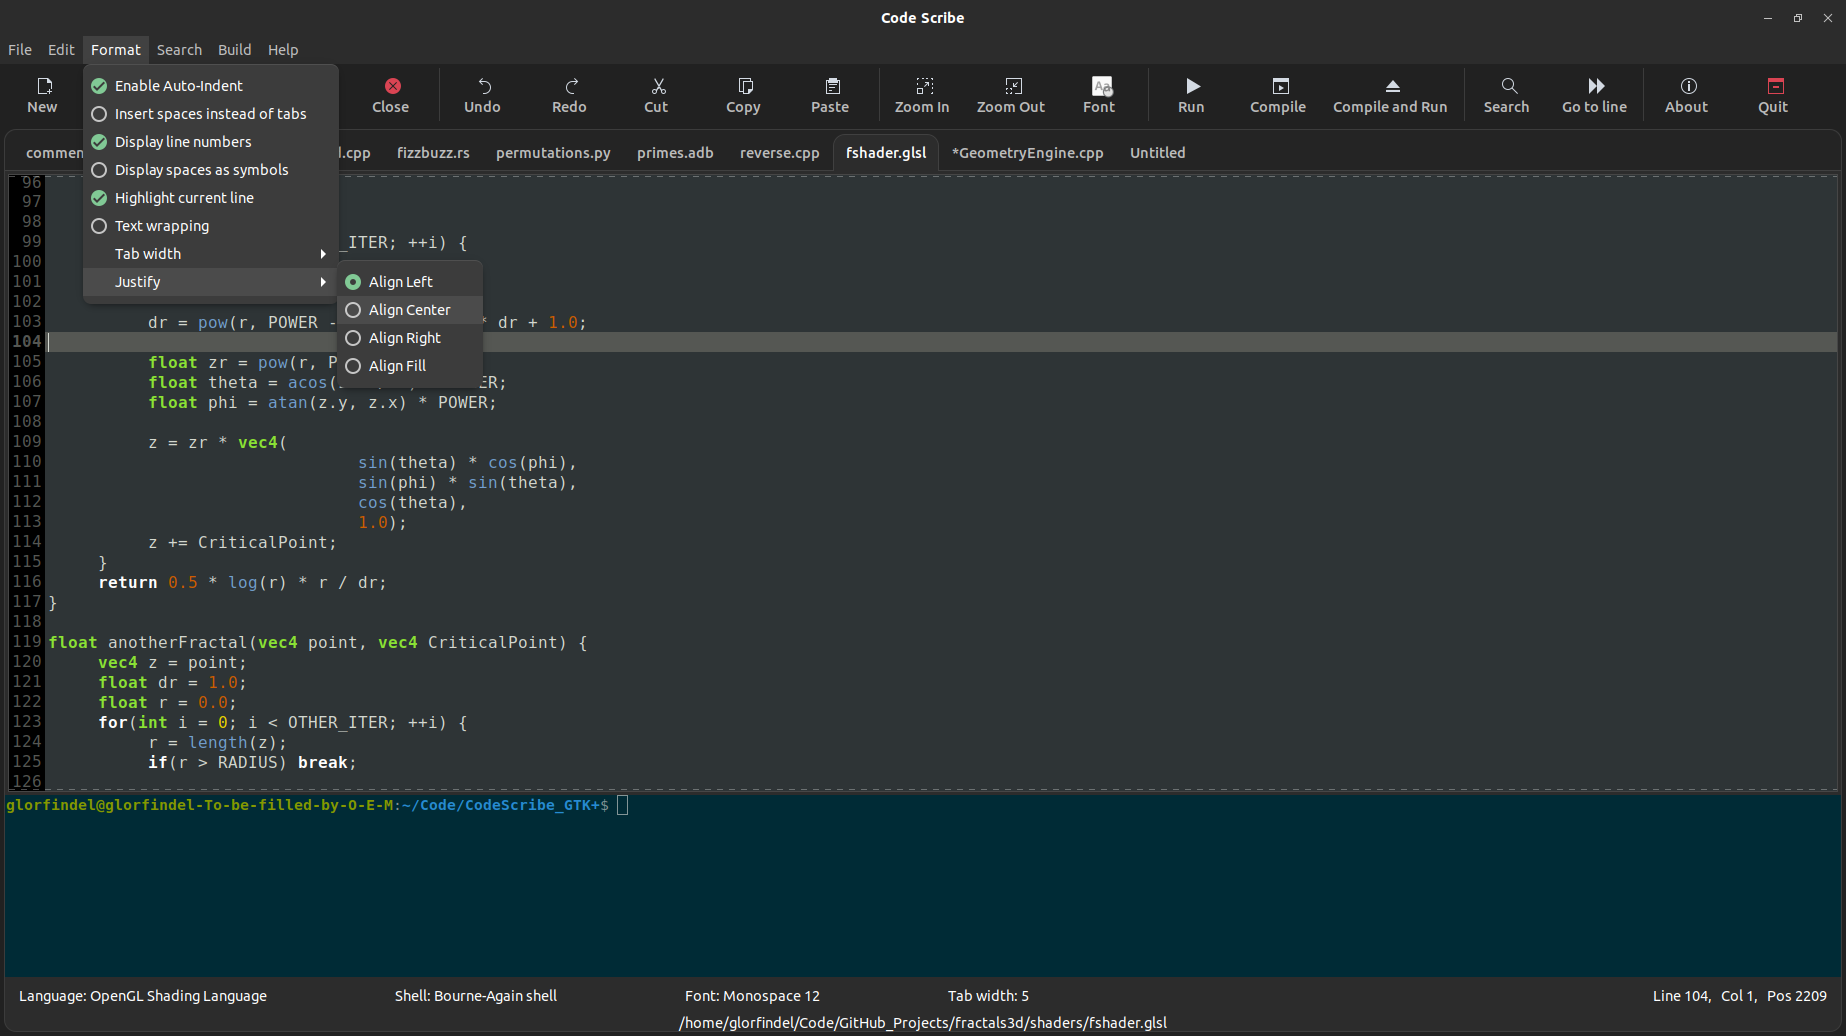 Code Scribe
File Edit Format Search Build Help
New Close Undo Redo Cut Copy Paste Zoom In Zoom Out Font Run Compile Compile and Run Search Go to line About Quit
Enable Auto-Indent
Insert spaces instead of tabs
Display line numbers
Display spaces as symbols
Highlight current line
Text wrapping
Tab width
Justify
Align Left
Align Center
Align Right
Align Fill
.cpp fizzbuzz.rs permutations.py primes.adb reverse.cpp fshader.glsl *GeometryEngine.cpp Untitled
96
97
98
99 _ITER; ++i) {
100
101
102
103 dr = pow(r, POWER - * dr + 1.0;
104
105 float zr = pow(r, P
106 float theta = acos( ER;
107 float phi = atan(z.y, z.x) * POWER;
108
109 z = zr * vec4(
110 sin(theta) * cos(phi),
111 sin(phi) * sin(theta),
112 cos(theta),
113 1.0);
114 z += CriticalPoint;
115 }
116 return 0.5 * log(r) * r / dr;
117 }
118
119 float anotherFractal(vec4 point, vec4 CriticalPoint) {
120 vec4 z = point;
121 float dr = 1.0;
122 float r = 0.0;
123 for(int i = 0; i < OTHER_ITER; ++i) {
124 r = length(z);
125 if(r > RADIUS) break;
126
glorfindel@glorfindel-To-be-filled-by-O-E-M:~/Code/CodeScribe_GTK+$
Language: OpenGL Shading Language Shell: Bourne-Again shell Font: Monospace 12 Tab width: 5 Line 104, Col 1, Pos 2209
/home/glorfindel/Code/GitHub_Projects/fractals3d/shaders/fshader.glsl